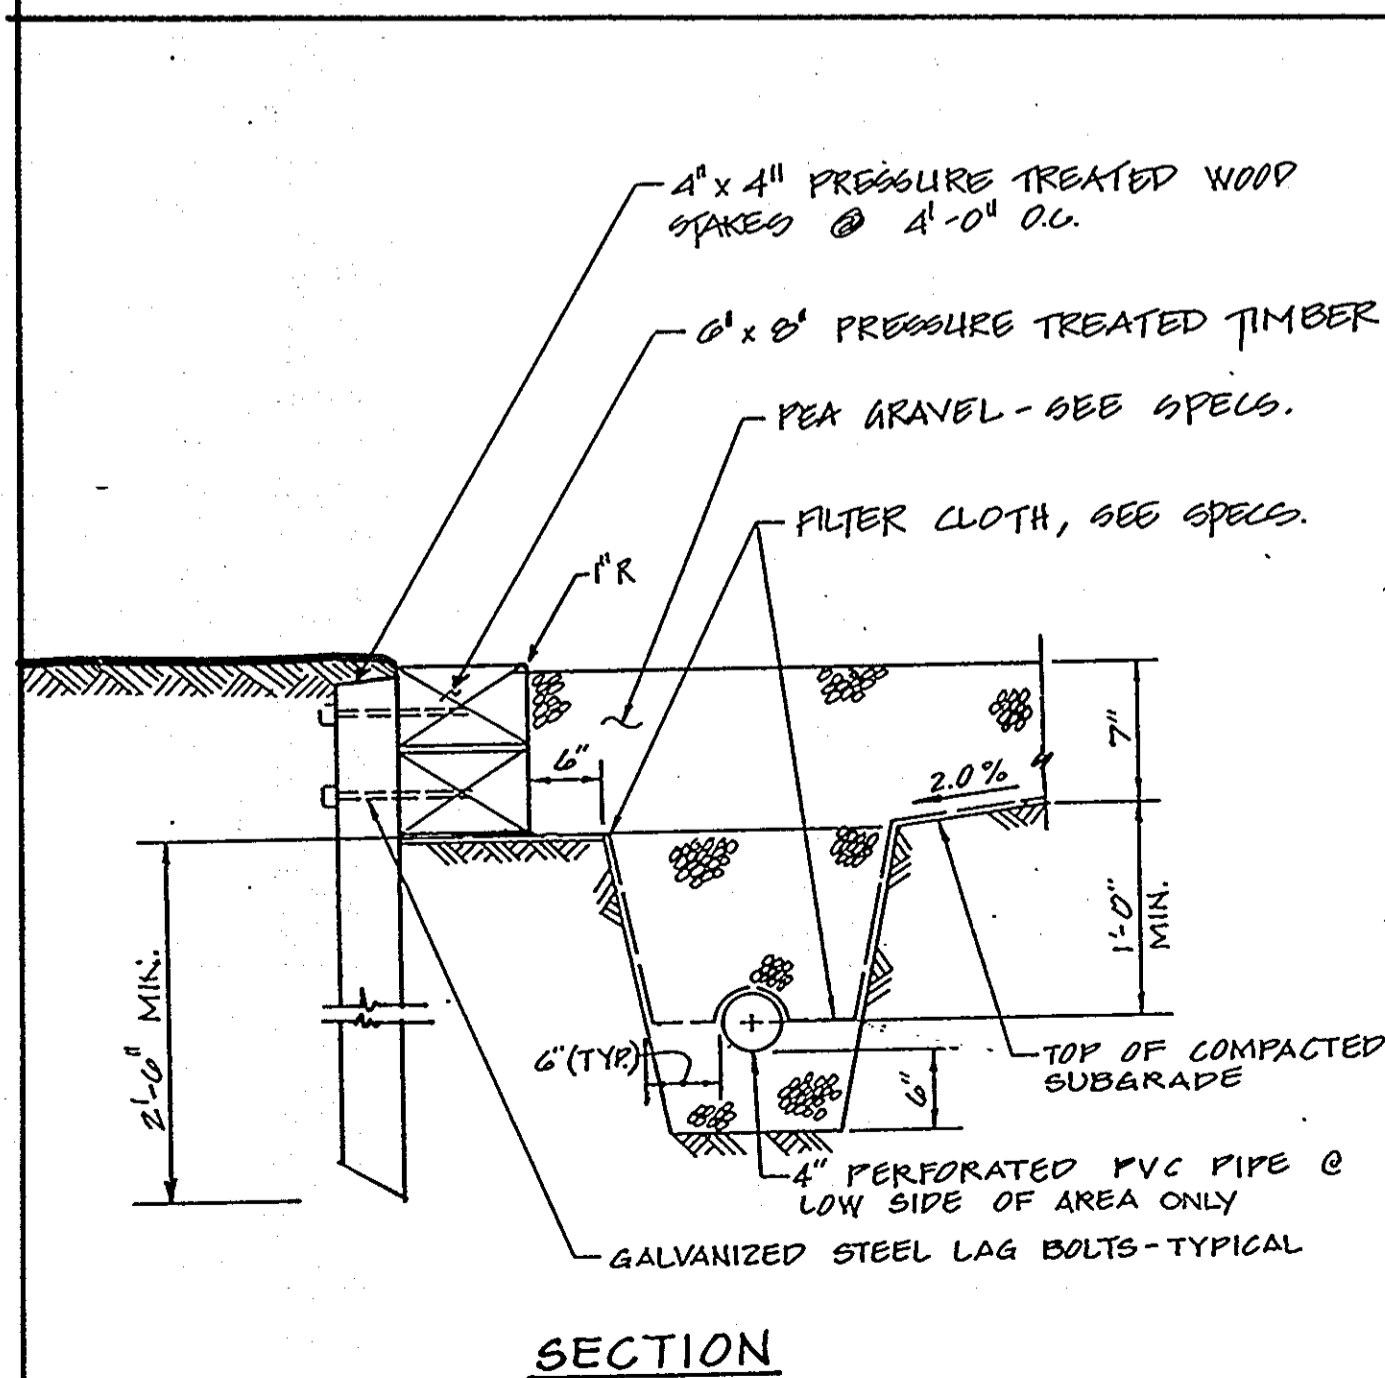 4" x 4" PRESSURE TREATED WOOD
STAKES @ 4'-0" O.C.
6' x 8' PRESSURE TREATED TIMBER
PEA GRAVEL - SEE SPECS.
FILTER CLOTH, SEE SPECS.
1" R
6"
2.0%
7"
1'-0"
MIN.
2'-6" MIN.
6" (TYP.)
6"
TOP OF COMPACTED
SUBGRADE
4" PERFORATED PVC PIPE @
LOW SIDE OF AREA ONLY
GALVANIZED STEEL LAG BOLTS - TYPICAL
SECTION